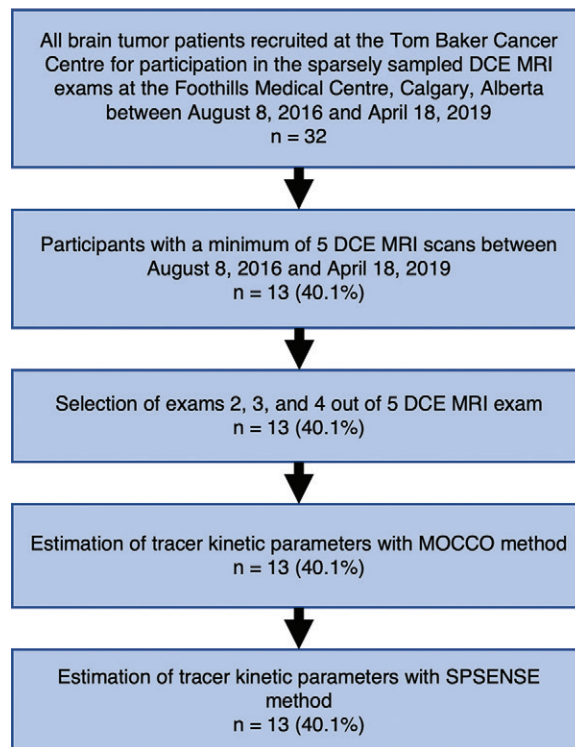 All brain tumor patients recruited at the Tom Baker Cancer
Centre for participation in the sparsely sampled DCE MRI
exams at the Foothills Medical Centre, Calgary, Alberta
between August 8, 2016 and April 18, 2019
n = 32
Participants with a minimum of 5 DCE MRI scans between
August 8, 2016 and April 18, 2019
n = 13 (40.1%)
Selection of exams 2, 3, and 4 out of 5 DCE MRI exam
n = 13 (40.1%)
Estimation of tracer kinetic parameters with MOCCO method
n = 13 (40.1%)
Estimation of tracer kinetic parameters with SPSENSE
method
n = 13 (40.1%)